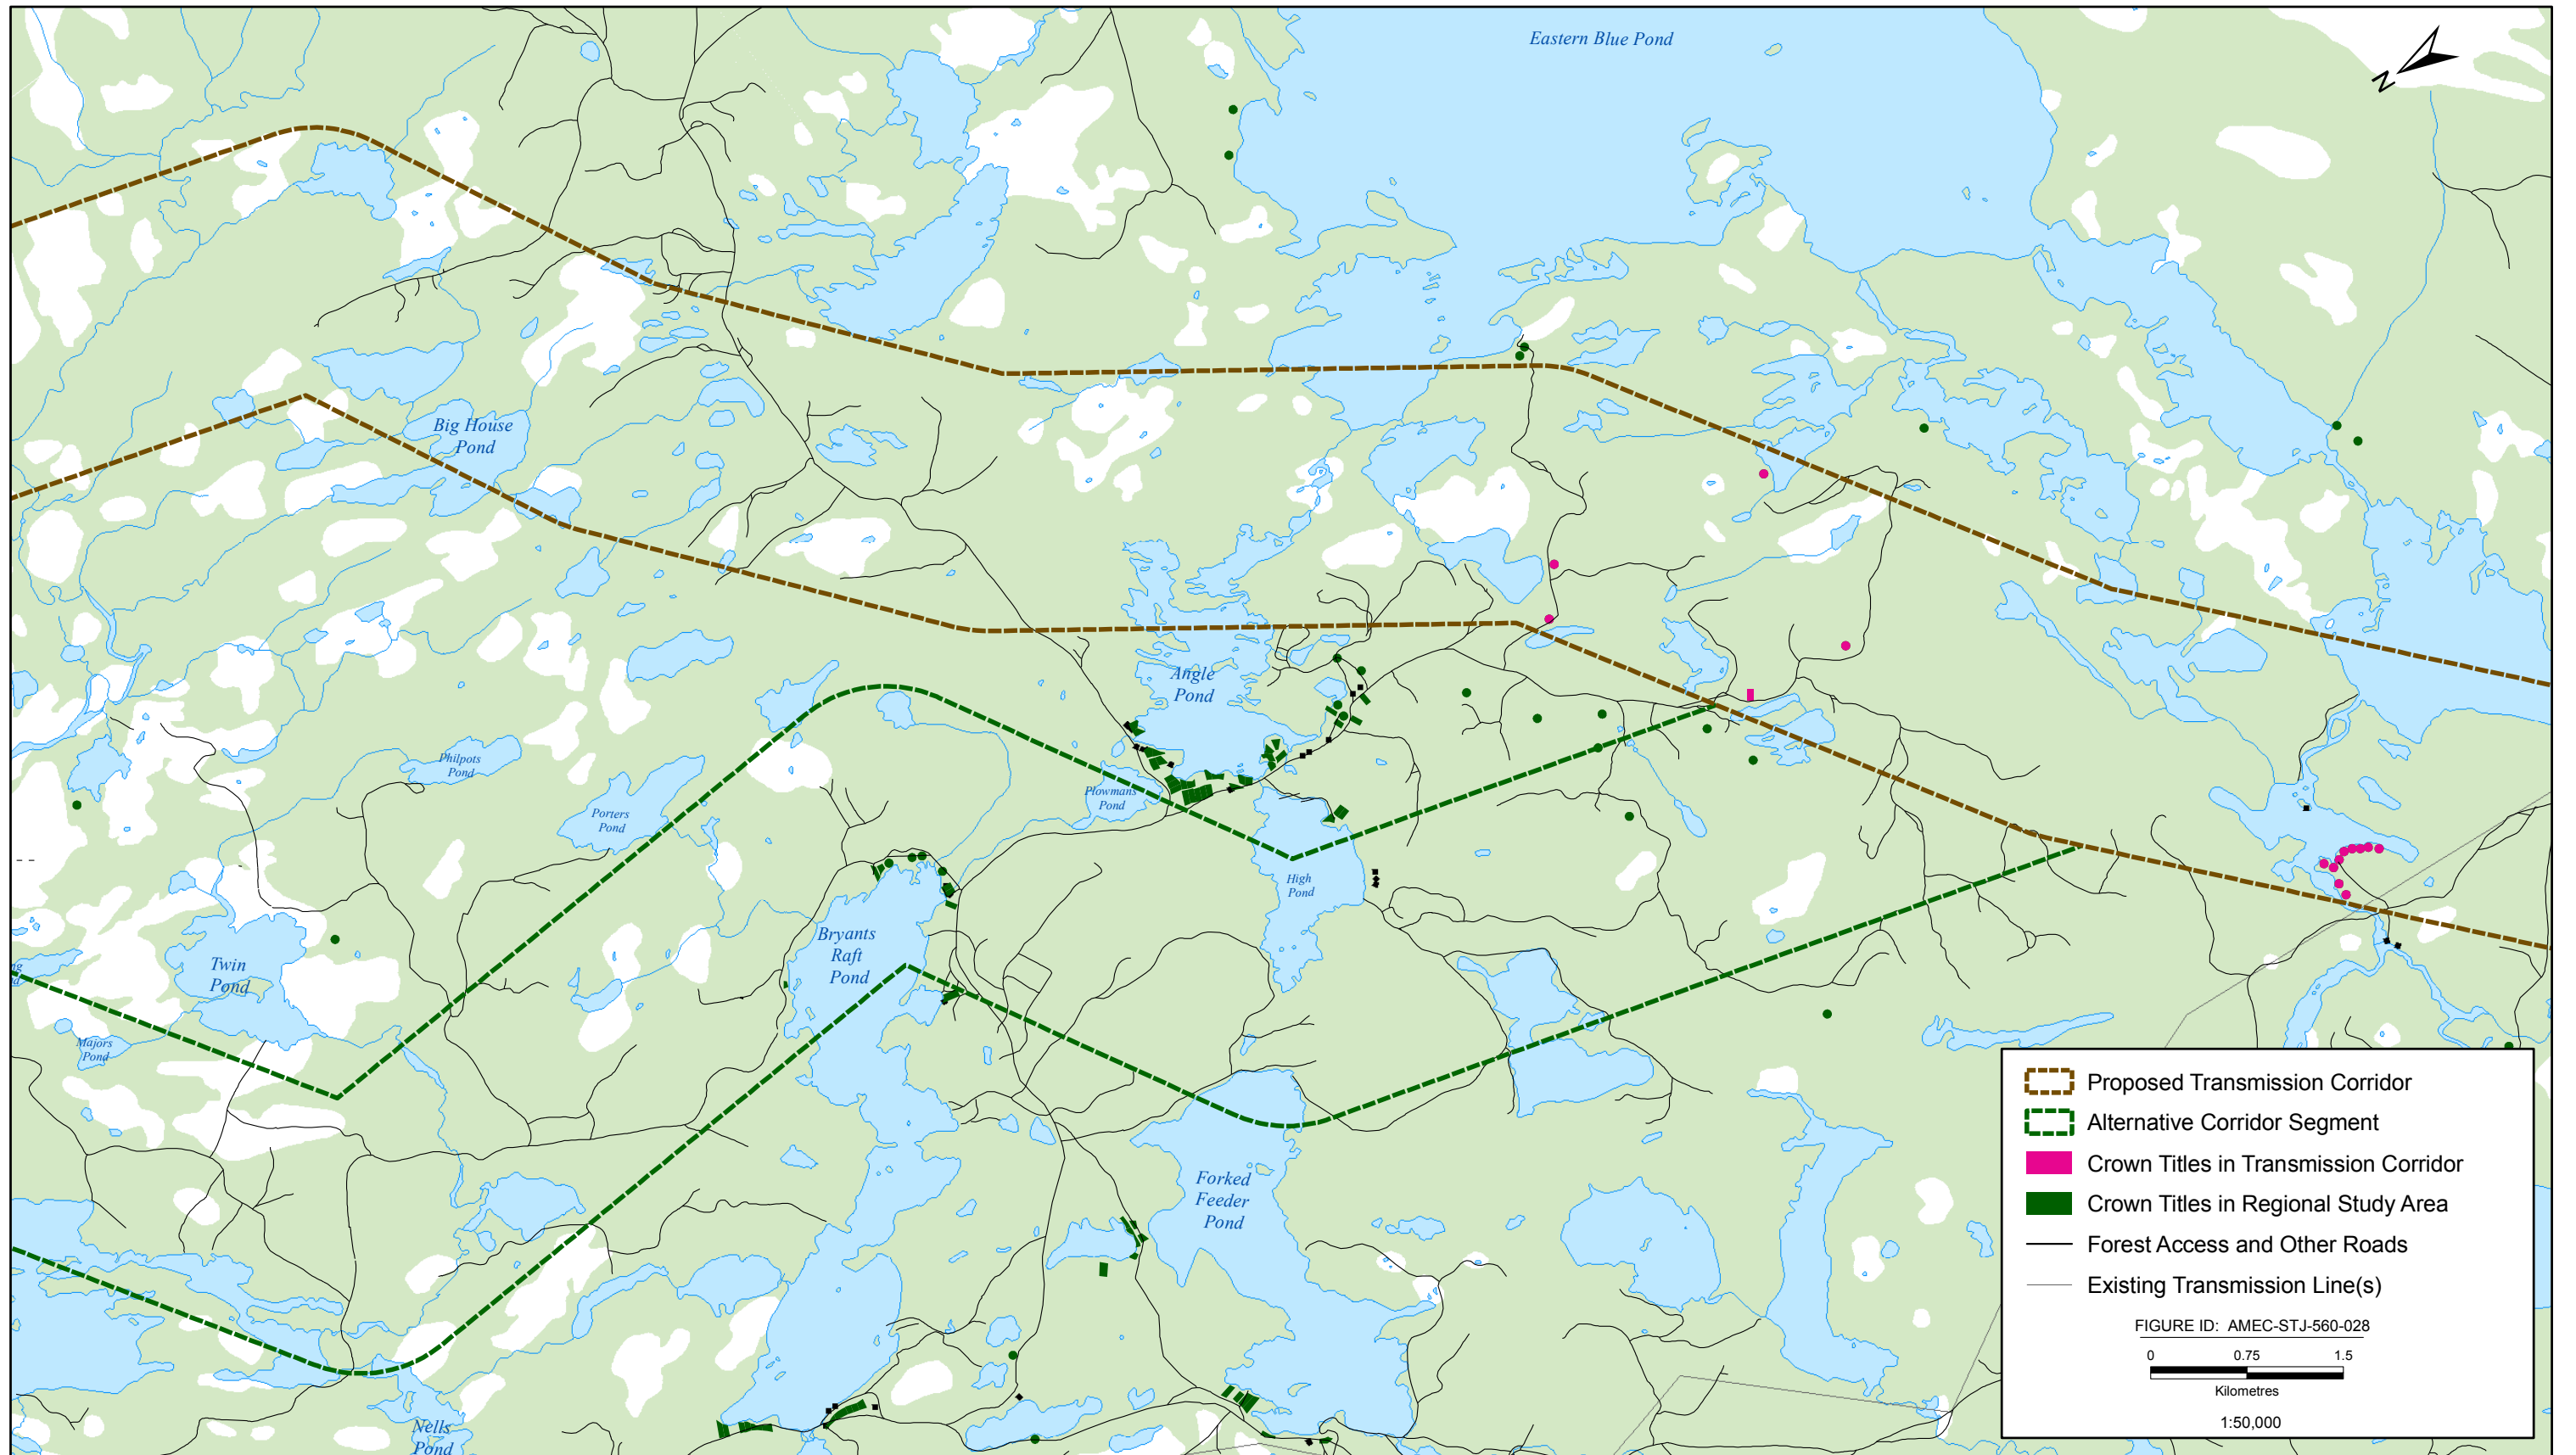 Eastern Blue Pond
N
Big House
Pond
Angle
Pond
Philpots
Pond
Plowmans
Pond
Porters
Pond
High
Pond
Bryants
Raft
Pond
Twin
Pond
Majors
Pond
Forked
Feeder
Pond
Nells
Pond
Proposed Transmission Corridor
Alternative Corridor Segment
Crown Titles in Transmission Corridor
Crown Titles in Regional Study Area
Forest Access and Other Roads
Existing Transmission Line(s)
FIGURE ID: AMEC-STJ-560-028
0 0.75 1.5
Kilometres
1:50,000